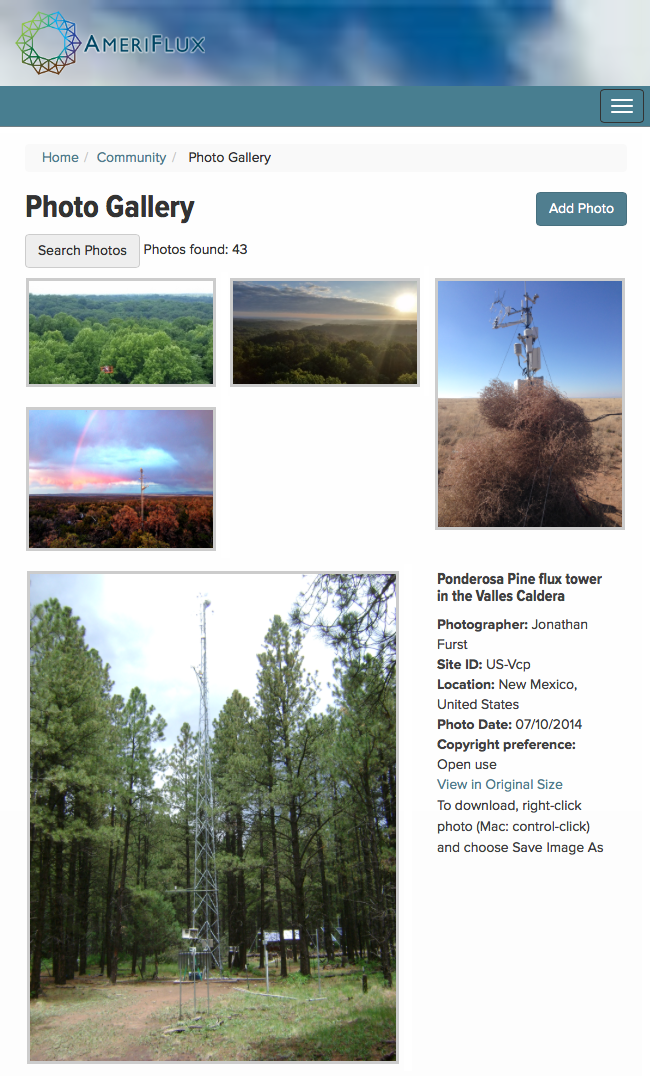 AMERIFLUX
Home / Community / Photo Gallery
Photo Gallery
Add Photo
Search Photos Photos found: 43
Ponderosa Pine flux tower
in the Valles Caldera
Photographer: Jonathan
Furst
Site ID: US-Vcp
Location: New Mexico,
United States
Photo Date: 07/10/2014
Copyright preference:
Open use
View in Original Size
To download, right-click
photo (Mac: control-click)
and choose Save Image As